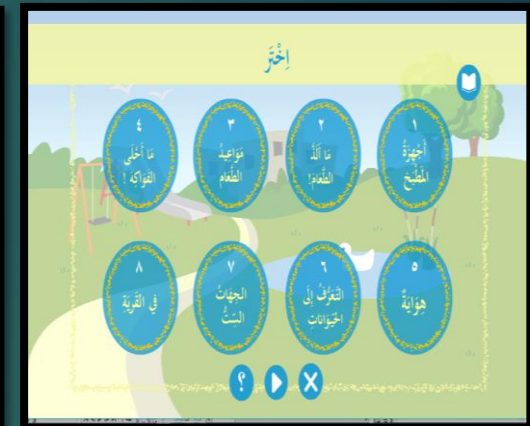 اِخْتَرْ
١
أَجْهِزَةُ
المَطْبَخِ
٢
مَا أَلَذَّ
الطَّعَامَ!
٣
مَوَاعِيدُ
الطَّعَامِ
٤
مَا أَحْلَى
الفَوَاكِهَ !
٥
هِوَايَةٌ
٦
التَّعَرُّفُ إِلَى
الحَيَوَانَاتِ
٧
الجِهَاتُ
السِّتُّ
٨
فِي القَرْيَةِ
؟
X